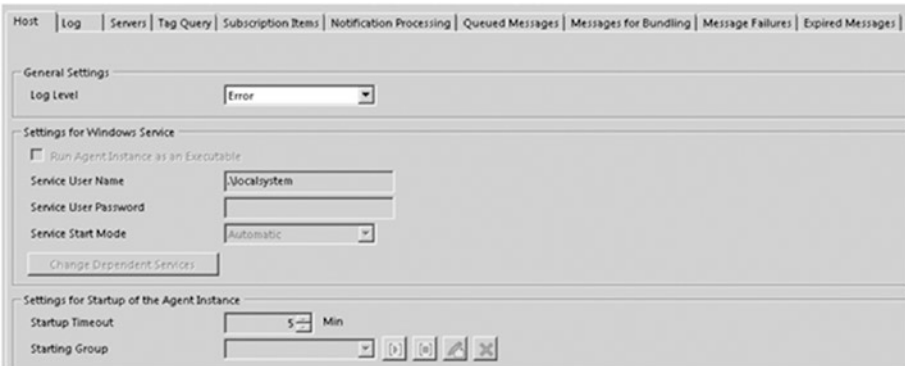 Host Log Servers Tag Query Subscription Items Notification Processing Queued Messages Messages for Bundling Message Failures Expired Messages
General Settings
Log Level Error
Settings for Windows Service
Run Agent Instance as an Executable
Service User Name .\localsystem
Service User Password
Service Start Mode Automatic
Change Dependent Services
Settings for Startup of the Agent Instance
Startup Timeout 5 Min
Starting Group